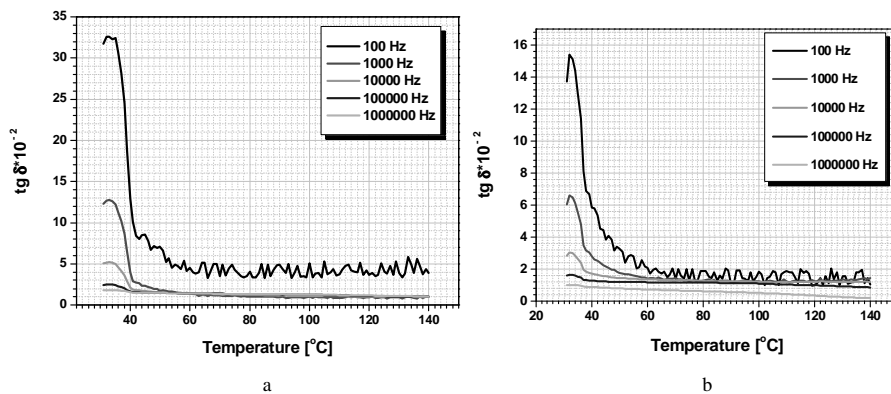 35
30
25
20
15
10
5
0
tg δ*10⁻²
40 60 80 100 120 140
Temperature [°C]
100 Hz
1000 Hz
10000 Hz
100000 Hz
1000000 Hz
a
16
14
12
10
8
6
4
2
0
tg δ*10⁻²
20 40 60 80 100 120 140
Temperature [°C]
100 Hz
1000 Hz
10000 Hz
100000 Hz
1000000 Hz
b